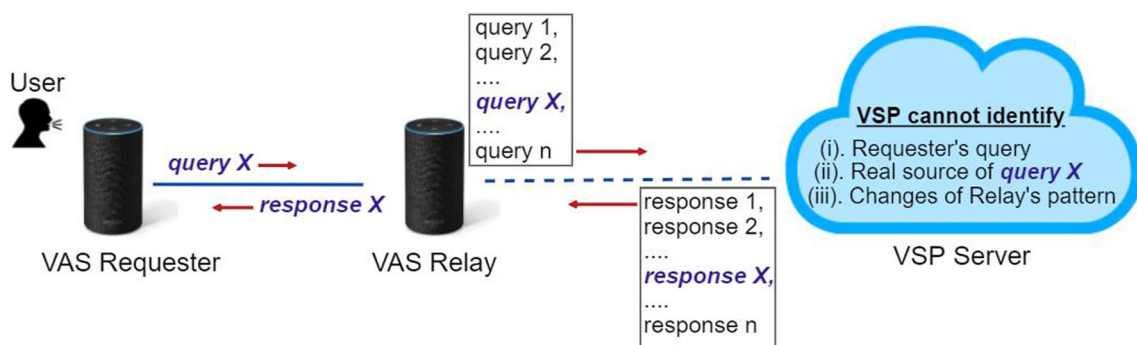 User
query X
response X
VAS Requester
VAS Relay
query 1,
query 2,
....
query X,
....
query n
response 1,
response 2,
....
response X,
....
response n
VSP cannot identify
(i). Requester's query
(ii). Real source of query X
(iii). Changes of Relay's pattern
VSP Server